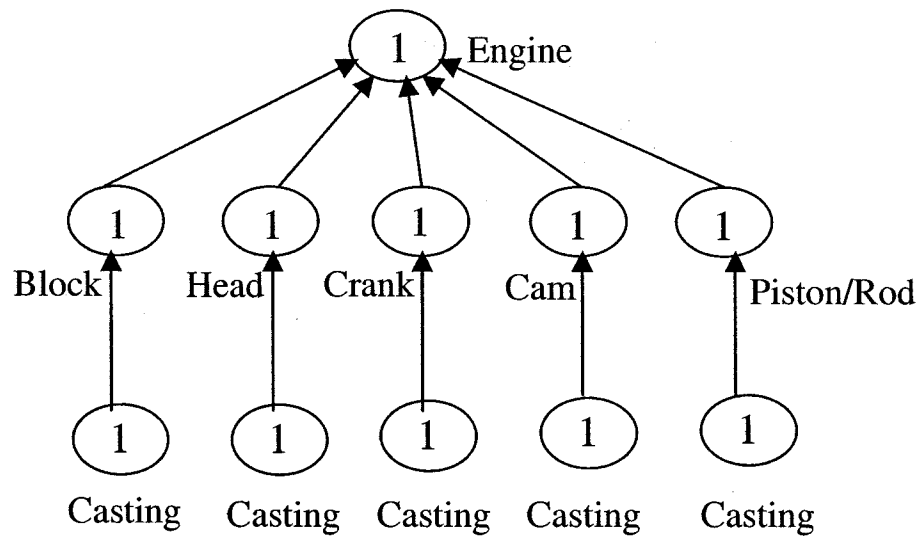 1 Engine
1 1 1 1 1
Block Head Crank Cam Piston/Rod
1 1 1 1 1
Casting Casting Casting Casting Casting